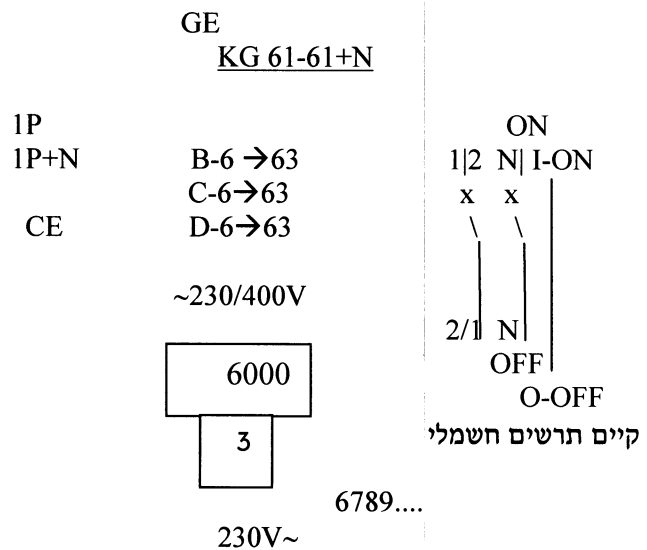 GE
KG 61-61+N
1P ON
1P+N B-6 →63 1|2 N| I-ON
C-6→63 x x
CE D-6→63 \ \
~230/400V
2/1 N
6000 OFF
O-OFF
3 קיים תרשים חשמלי
6789....
230V~